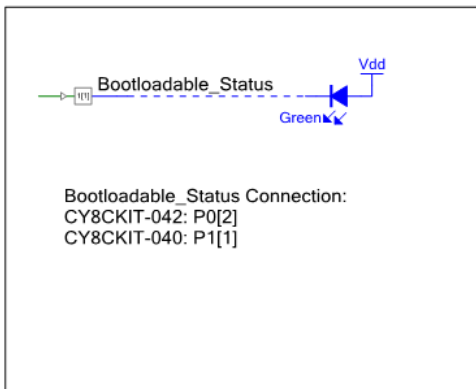 Vdd
Bootloadable_Status
Green
Bootloadable_Status Connection:
CY8CKIT-042: P0[2]
CY8CKIT-040: P1[1]